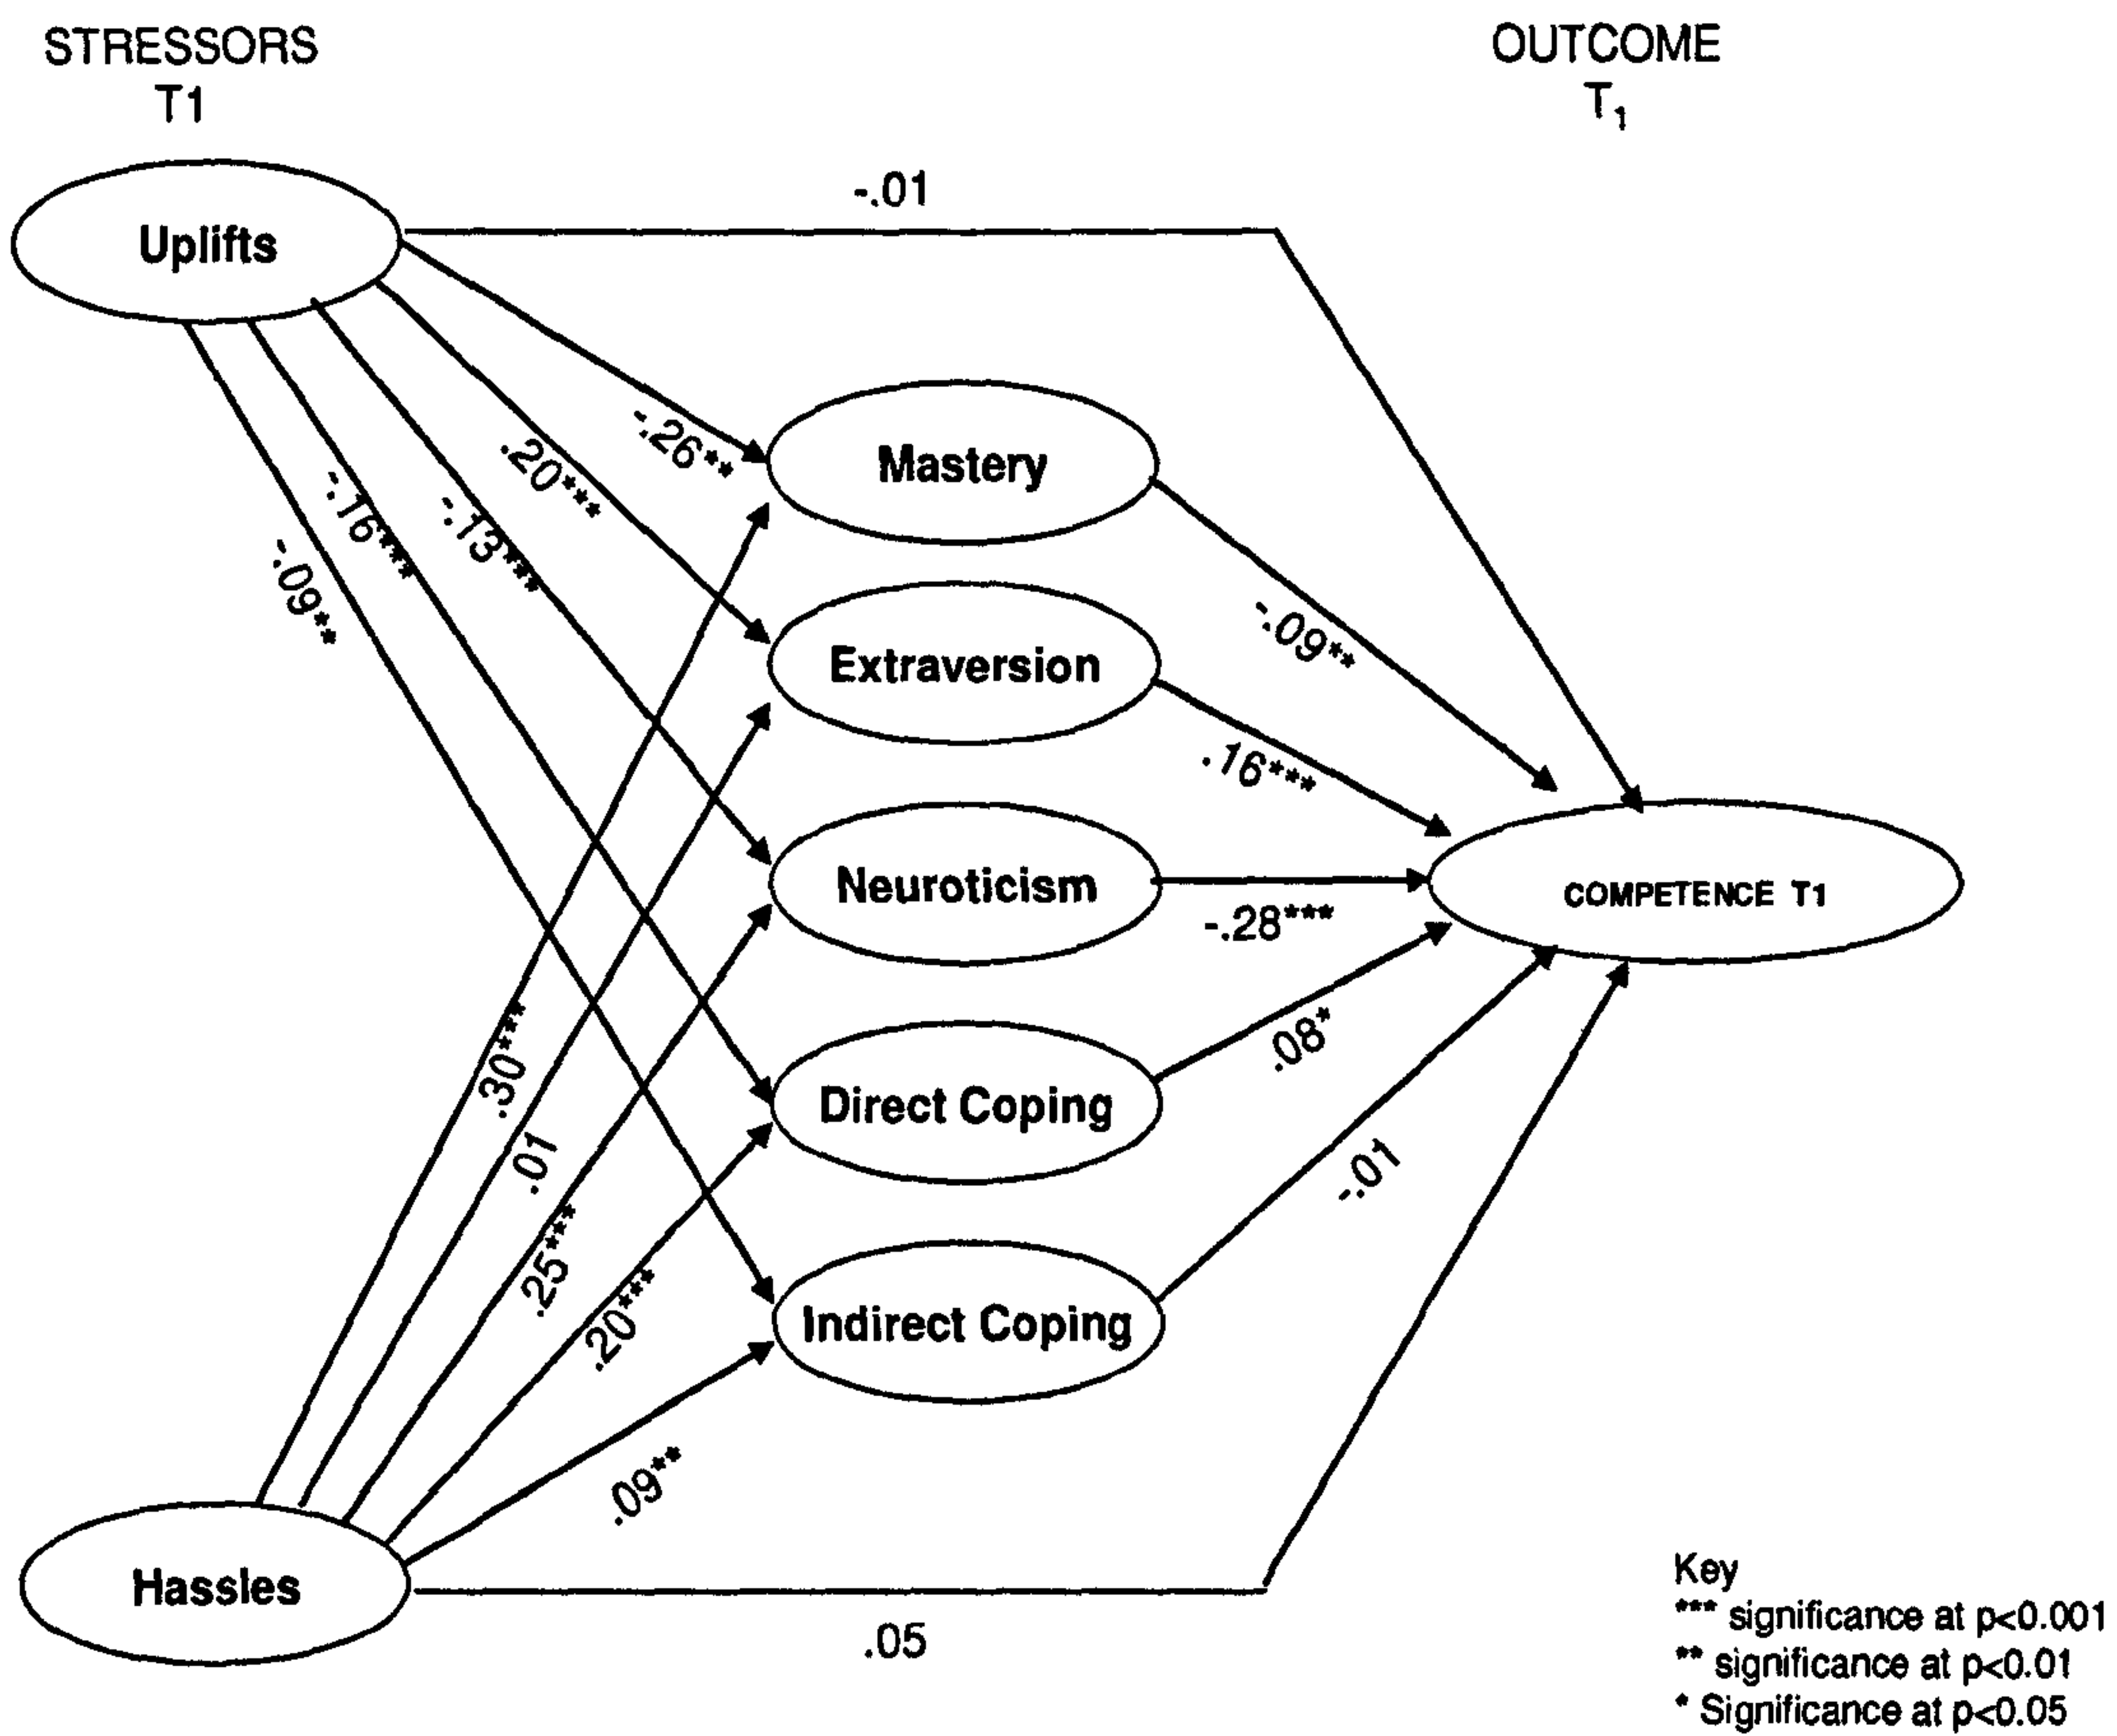 STRESSORS
T1
OUTCOME
T₁
Uplifts
-.01
-.26**
.20***
-.13***
-.16***
-.09**
Mastery
-.09**
Extraversion
.16***
Neuroticism
-.28***
COMPETENCE T1
.30***
.01
.25***
.20***
.09**
Direct Coping
.08*
Indirect Coping
-.01
Hassles
.05
Key
*** significance at p<0.001
** significance at p<0.01
* Significance at p<0.05